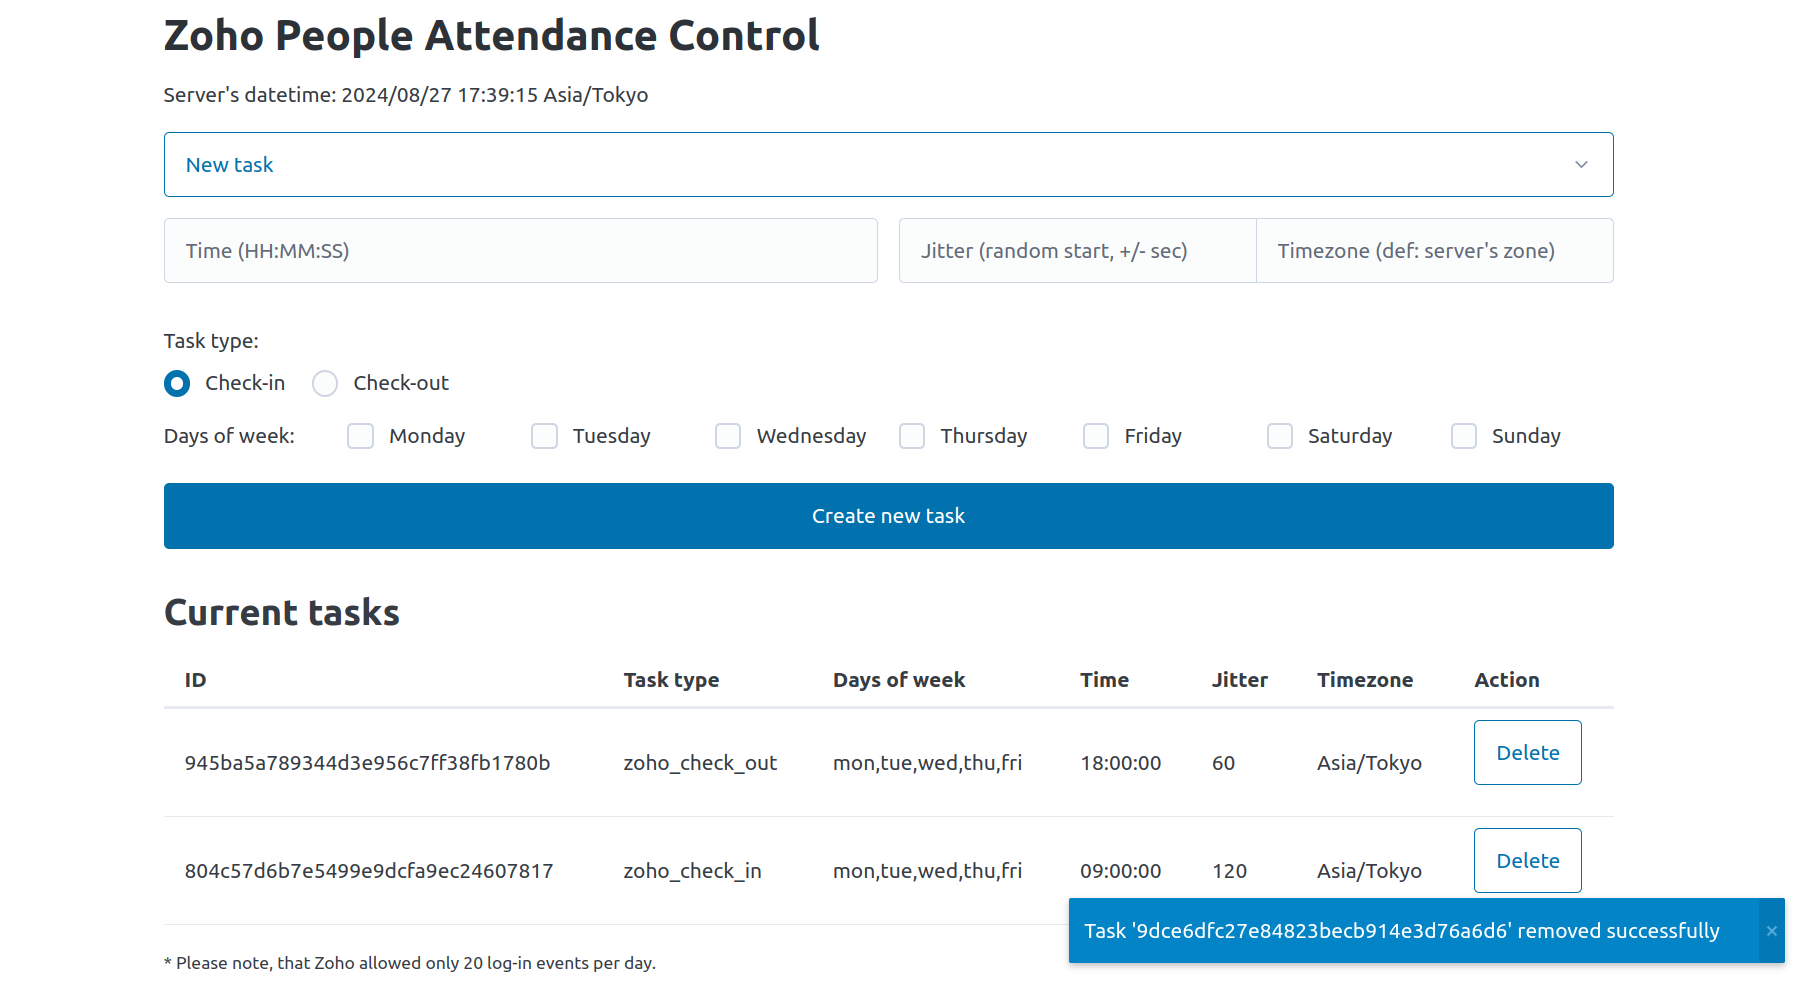 Zoho People Attendance Control
Server's datetime: 2024/08/27 17:39:15 Asia/Tokyo
New task
Time (HH:MM:SS) Jitter (random start, +/- sec) Timezone (def: server's zone)
Task type:
Check-in Check-out
Days of week: Monday Tuesday Wednesday Thursday Friday Saturday Sunday
Create new task
Current tasks
ID Task type Days of week Time Jitter Timezone Action
945ba5a789344d3e956c7ff38fb1780b zoho_check_out mon,tue,wed,thu,fri 18:00:00 60 Asia/Tokyo Delete
804c57d6b7e5499e9dcfa9ec24607817 zoho_check_in mon,tue,wed,thu,fri 09:00:00 120 Asia/Tokyo Delete
Task '9dce6dfc27e84823becb914e3d76a6d6' removed successfully ×
* Please note, that Zoho allowed only 20 log-in events per day.